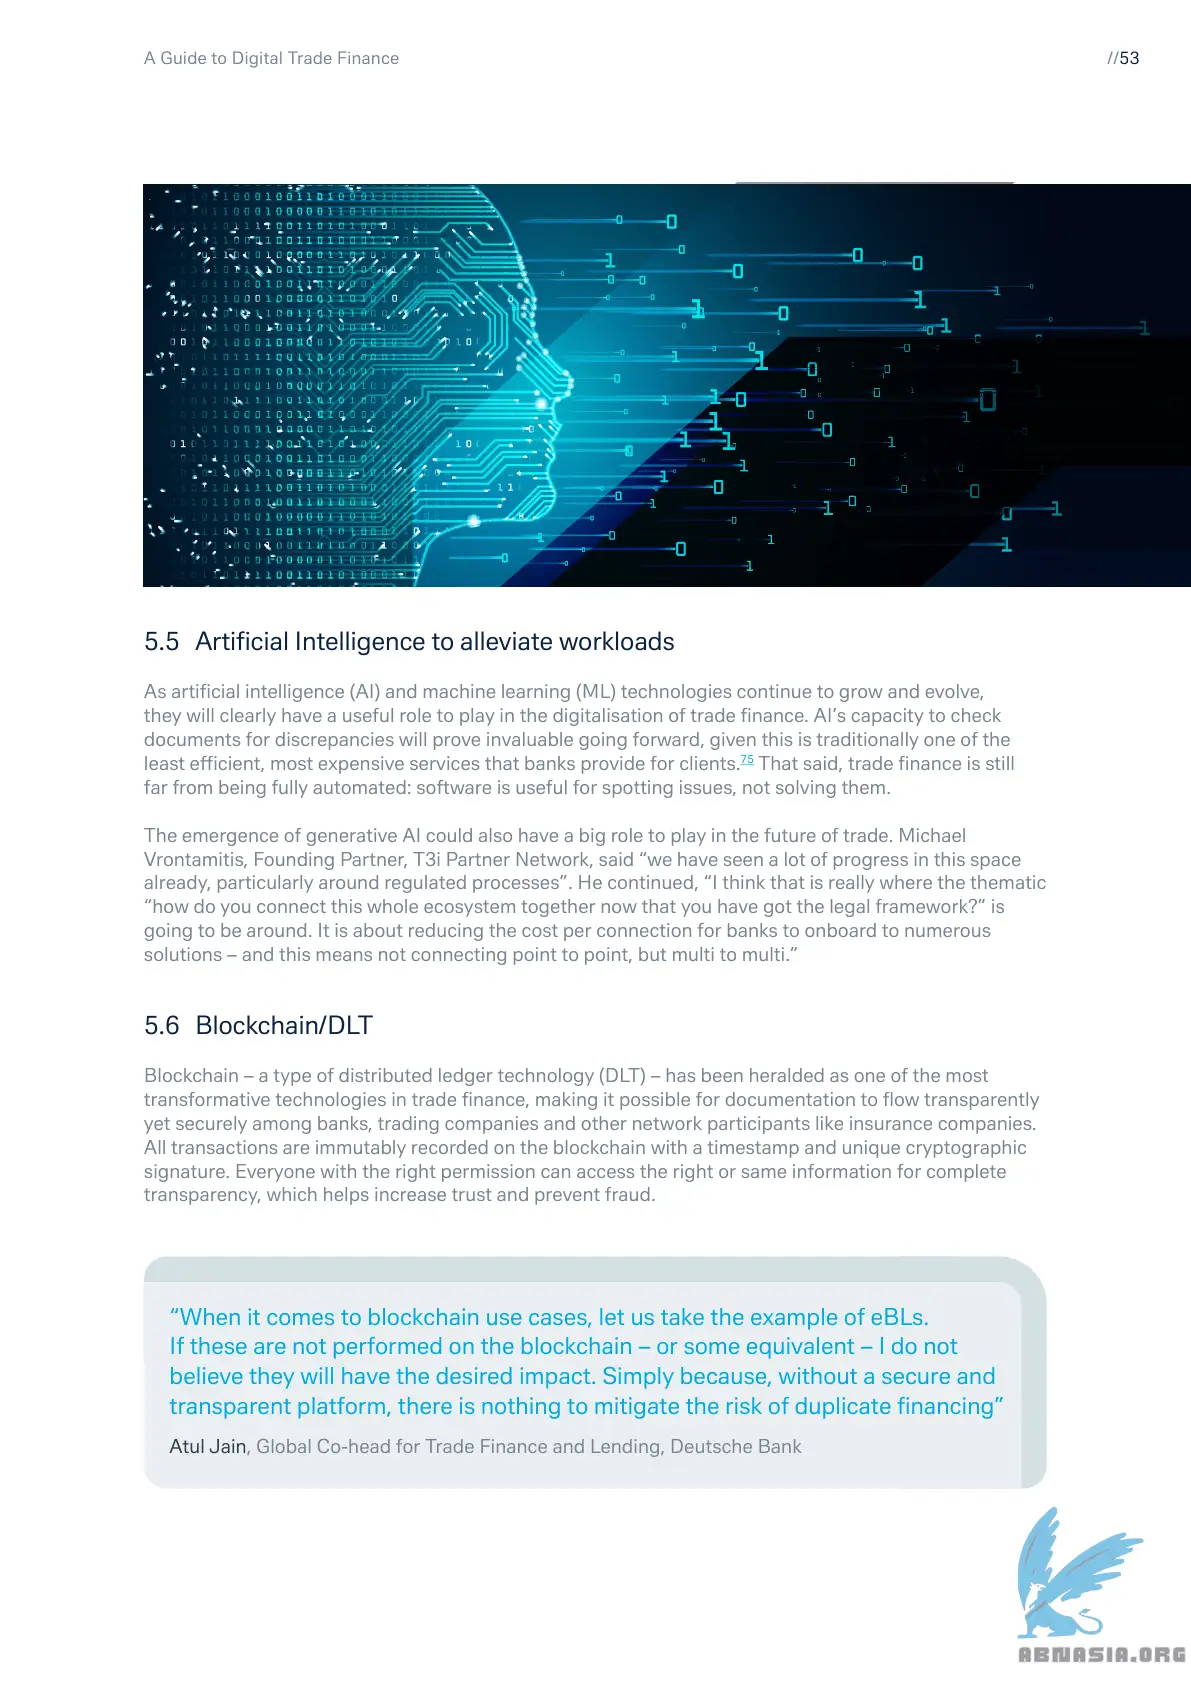 A Guide to Digital Trade Finance
//53
5.5 Artificial Intelligence to alleviate workloads
As artificial intelligence (AI) and machine learning (ML) technologies continue to grow and evolve,
they will clearly have a useful role to play in the digitalisation of trade finance. AI’s capacity to check
documents for discrepancies will prove invaluable going forward, given this is traditionally one of the
least efficient, most expensive services that banks provide for clients.75 That said, trade finance is still
far from being fully automated: software is useful for spotting issues, not solving them.
The emergence of generative AI could also have a big role to play in the future of trade. Michael
Vrontamitis, Founding Partner, T3i Partner Network, said “we have seen a lot of progress in this space
already, particularly around regulated processes”. He continued, “I think that is really where the thematic
“how do you connect this whole ecosystem together now that you have got the legal framework?” is
going to be around. It is about reducing the cost per connection for banks to onboard to numerous
solutions – and this means not connecting point to point, but multi to multi.”
5.6 Blockchain/DLT
Blockchain – a type of distributed ledger technology (DLT) – has been heralded as one of the most
transformative technologies in trade finance, making it possible for documentation to flow transparently
yet securely among banks, trading companies and other network participants like insurance companies.
All transactions are immutably recorded on the blockchain with a timestamp and unique cryptographic
signature. Everyone with the right permission can access the right or same information for complete
transparency, which helps increase trust and prevent fraud.
“When it comes to blockchain use cases, let us take the example of eBLs.
If these are not performed on the blockchain – or some equivalent – I do not
believe they will have the desired impact. Simply because, without a secure and
transparent platform, there is nothing to mitigate the risk of duplicate financing”
Atul Jain, Global Co-head for Trade Finance and Lending, Deutsche Bank
ABNASIA.ORG